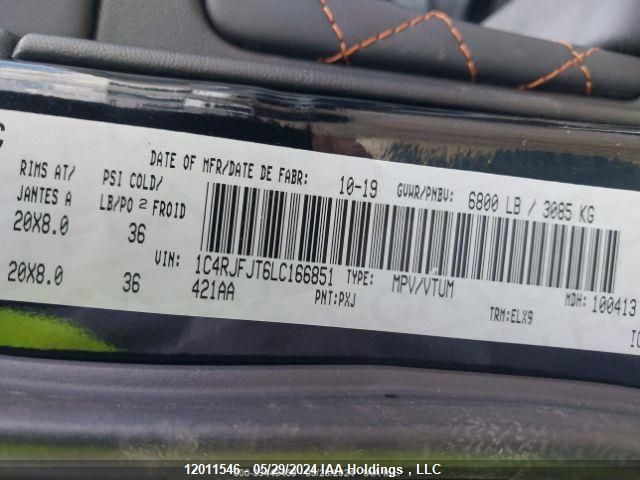 DATE OF MFR/DATE DE FABR: 10-19 GVWR/PNBV: 6800 LB / 3085 KG
RIMS AT/ PSI COLD/
JANTES A LB/PO 2 FROID
20X8.0 36
VIN: 1C4RJFJT6LC166851 TYPE: MPV/VTUM MDH: 100413
20X8.0 36 421AA PNT: PXJ TRM: ELX9
12011546 - 05/29/2024 IAA Holdings , LLC